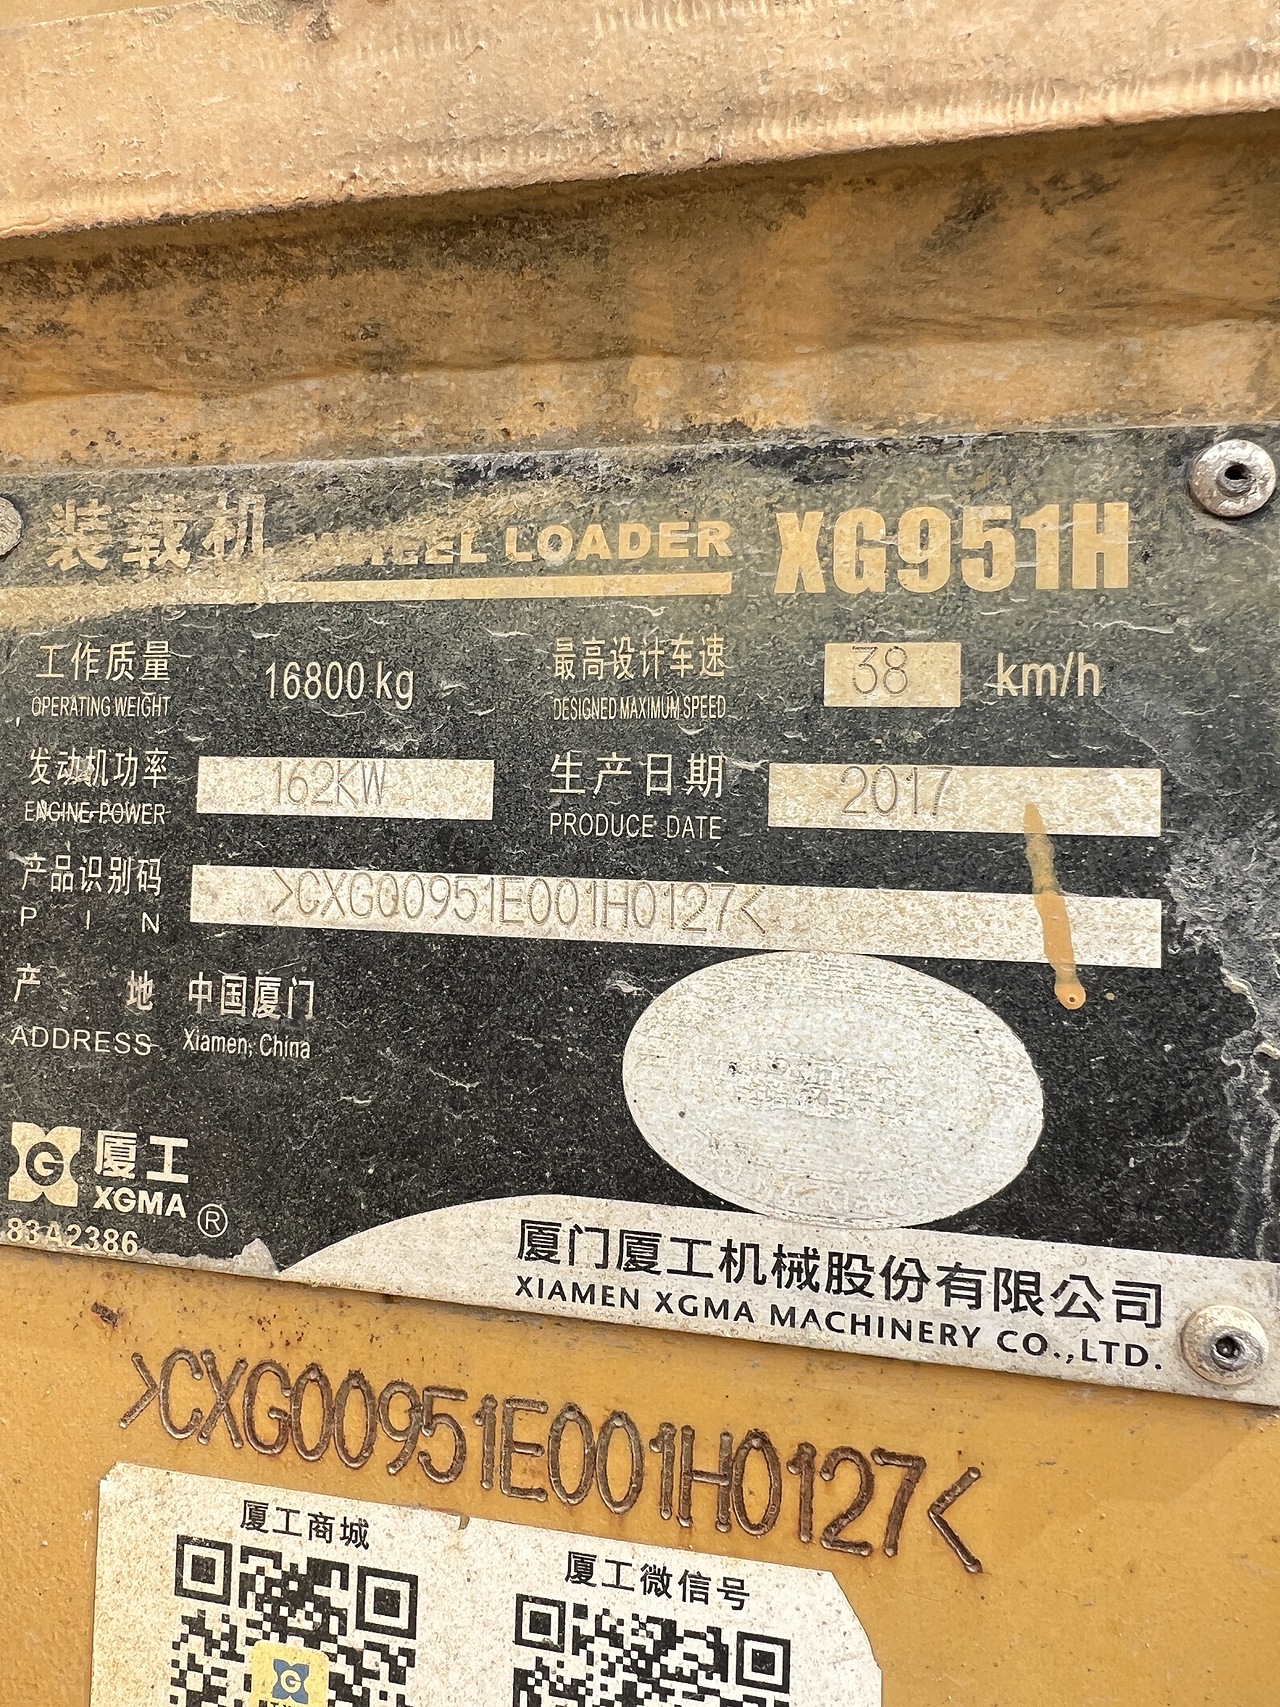 装载机 WHEEL LOADER XG951H
工作质量 16800 kg 最高设计车速 38 km/h
OPERATING WEIGHT DESIGNED MAXIMUM SPEED
发动机功率 162KW 生产日期 2017
ENGINE POWER PRODUCE DATE
产品识别码 >CXG00951E001H0127<
P I N
产 地 中国厦门
ADDRESS Xiamen, China
厦工
XGMA ®
83A2386
厦门厦工机械股份有限公司
XIAMEN XGMA MACHINERY CO.,LTD.
>CXG00951E001H0127<
厦工商城
厦工微信号